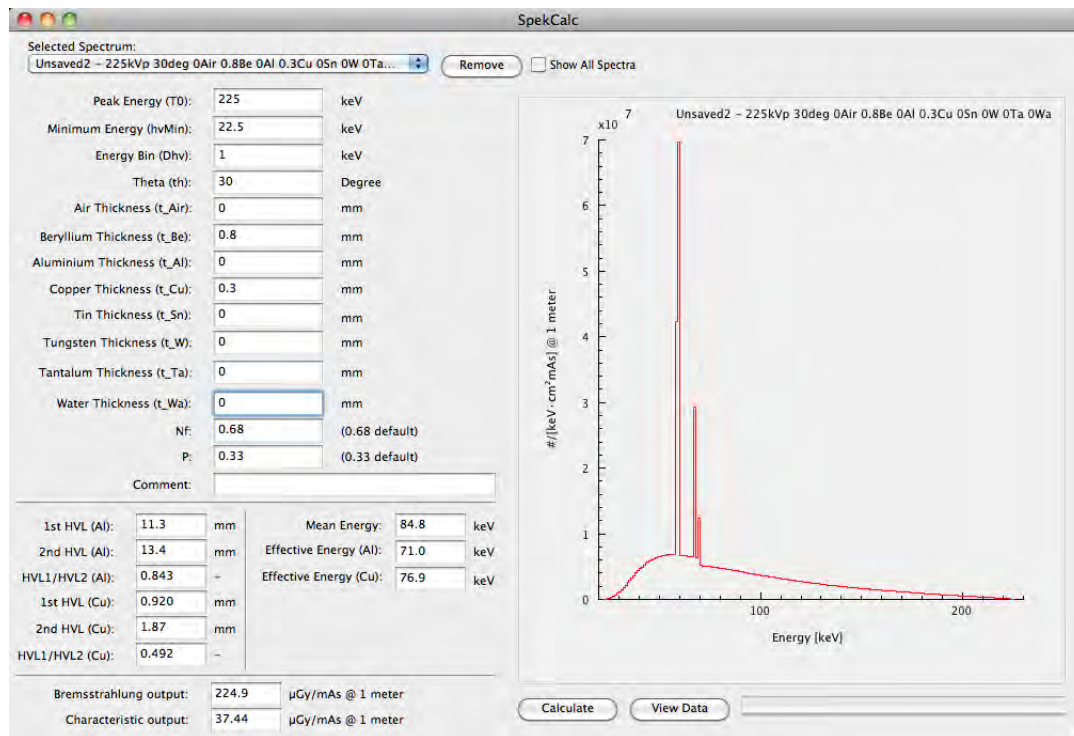 SpekCalc
Selected Spectrum:
Unsaved2 - 225kVp 30deg 0Air 0.8Be 0Al 0.3Cu 0Sn 0W 0Ta...
Remove
Show All Spectra
Peak Energy (T0): 225 keV
Minimum Energy (hvMin): 22.5 keV
Energy Bin (Dhv): 1 keV
Theta (th): 30 Degree
Air Thickness (t_Air): 0 mm
Beryllium Thickness (t_Be): 0.8 mm
Aluminium Thickness (t_Al): 0 mm
Copper Thickness (t_Cu): 0.3 mm
Tin Thickness (t_Sn): 0 mm
Tungsten Thickness (t_W): 0 mm
Tantalum Thickness (t_Ta): 0 mm
Water Thickness (t_Wa): 0 mm
Nf: 0.68 (0.68 default)
P: 0.33 (0.33 default)
Comment:
1st HVL (Al): 11.3 mm
2nd HVL (Al): 13.4 mm
HVL1/HVL2 (Al): 0.843 -
1st HVL (Cu): 0.920 mm
2nd HVL (Cu): 1.87 mm
HVL1/HVL2 (Cu): 0.492 -
Mean Energy: 84.8 keV
Effective Energy (Al): 71.0 keV
Effective Energy (Cu): 76.9 keV
Bremsstrahlung output: 224.9 µGy/mAs @ 1 meter
Characteristic output: 37.44 µGy/mAs @ 1 meter
Unsaved2 - 225kVp 30deg 0Air 0.8Be 0Al 0.3Cu 0Sn 0W 0Ta 0Wa
x10 7
7
6
5
4
3
2
1
0
#/[keV·cm²mAs] @ 1 meter
100 200
Energy [keV]
Calculate
View Data